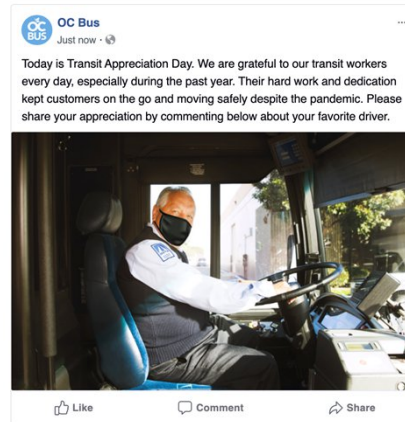 OC Bus
OC
BUS
Just now ·
Today is Transit Appreciation Day. We are grateful to our transit workers
every day, especially during the past year. Their hard work and dedication
kept customers on the go and moving safely despite the pandemic. Please
share your appreciation by commenting below about your favorite driver.
Like Comment Share